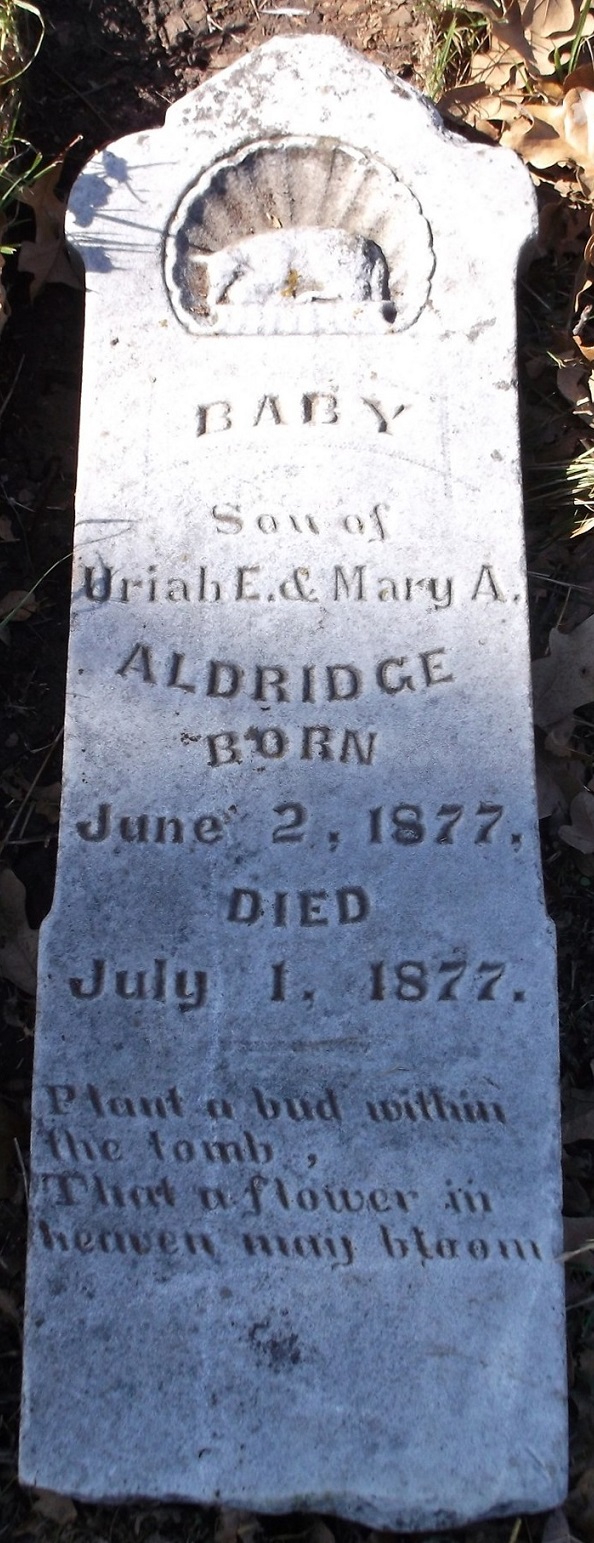 BABY
Son of
Uriah E. & Mary A.
ALDRIDGE
BORN
June 2, 1877,
DIED
July 1, 1877.
Plant a bud within
the tomb,
That a flower in
heaven may bloom